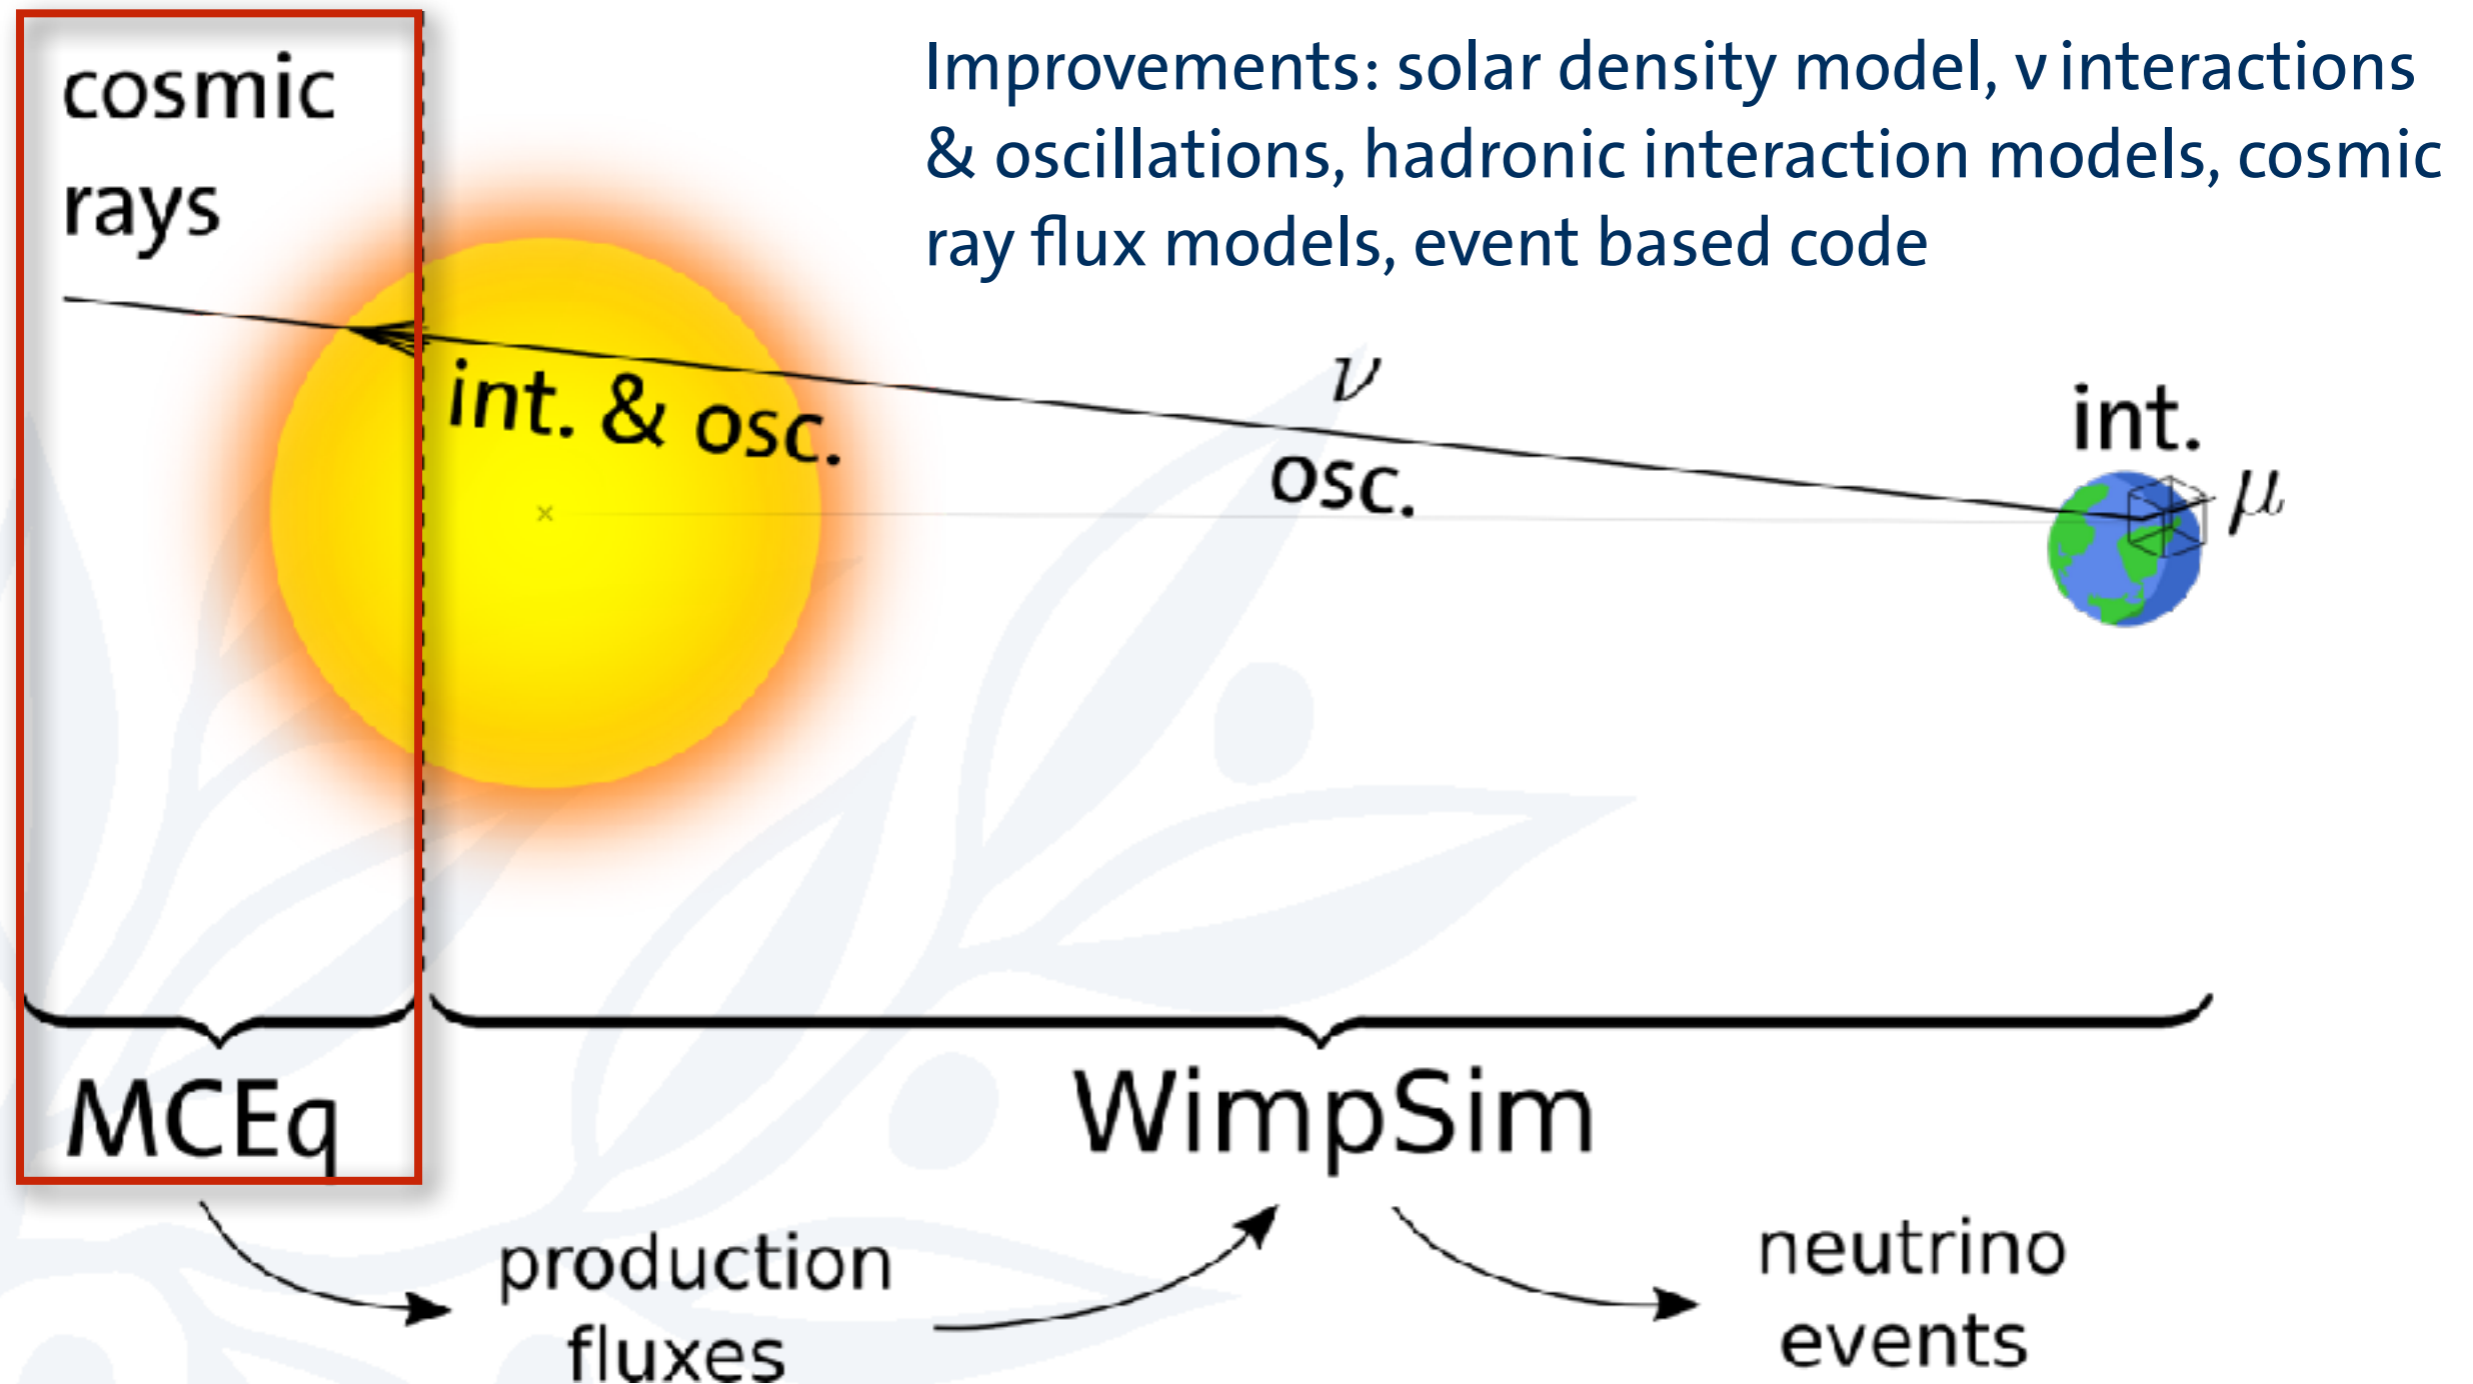 cosmic
rays
Improvements: solar density model, ν interactions
& oscillations, hadronic interaction models, cosmic
ray flux models, event based code
int. & osc.
ν
osc.
int.
μ
MCEq
WimpSim
production
fluxes
neutrino
events